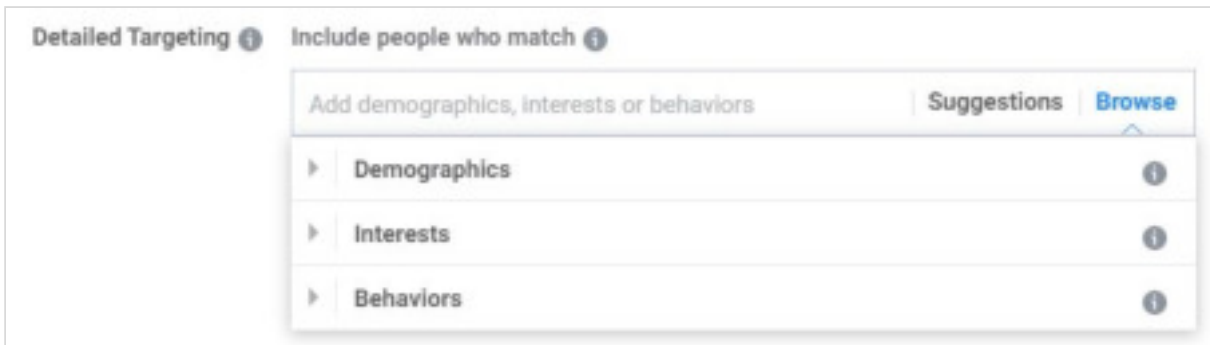 Detailed Targeting Include people who match
Add demographics, interests or behaviors Suggestions Browse
Demographics
Interests
Behaviors